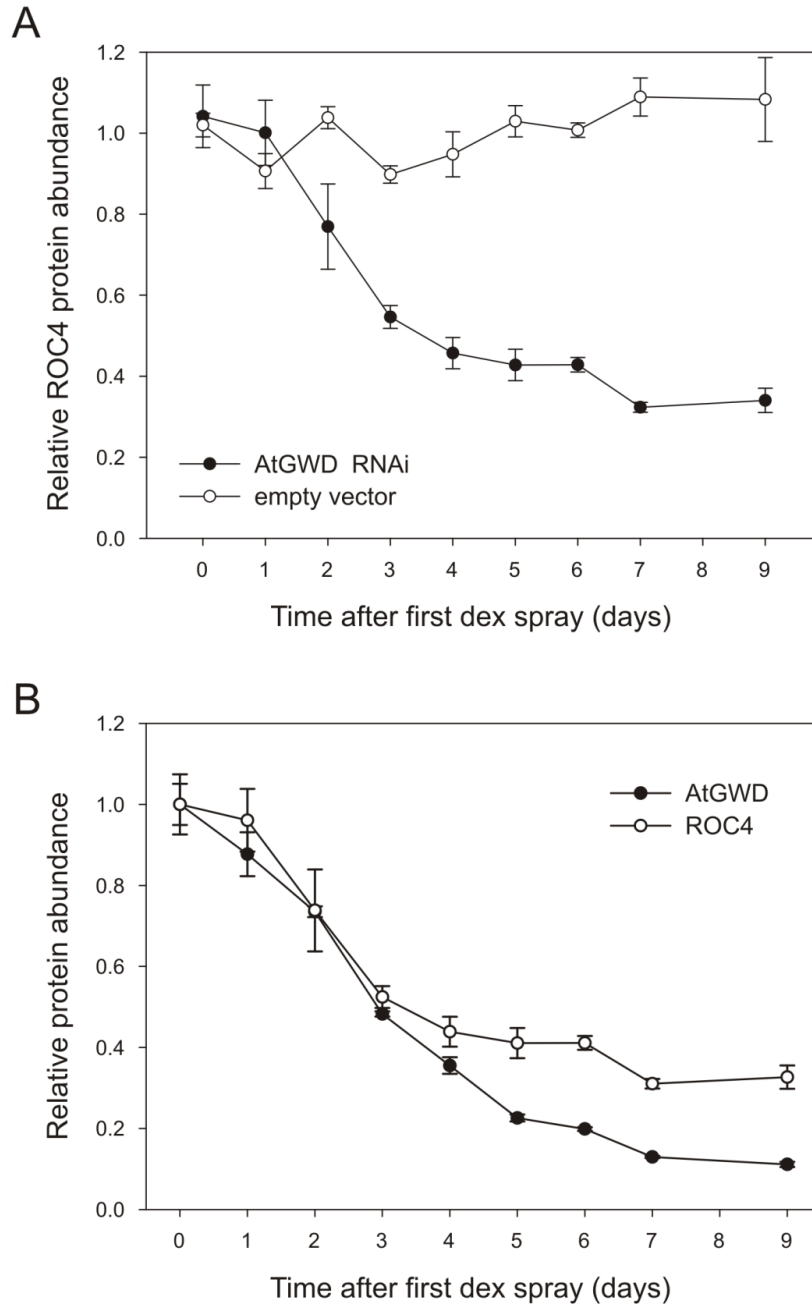 A
Relative ROC4 protein abundance
1.2
1.0
0.8
0.6
0.4
0.2
0.0
AtGWD RNAi
empty vector
0 1 2 3 4 5 6 7 8 9
Time after first dex spray (days)
B
Relative protein abundance
1.2
1.0
0.8
0.6
0.4
0.2
0.0
AtGWD
ROC4
0 1 2 3 4 5 6 7 8 9
Time after first dex spray (days)